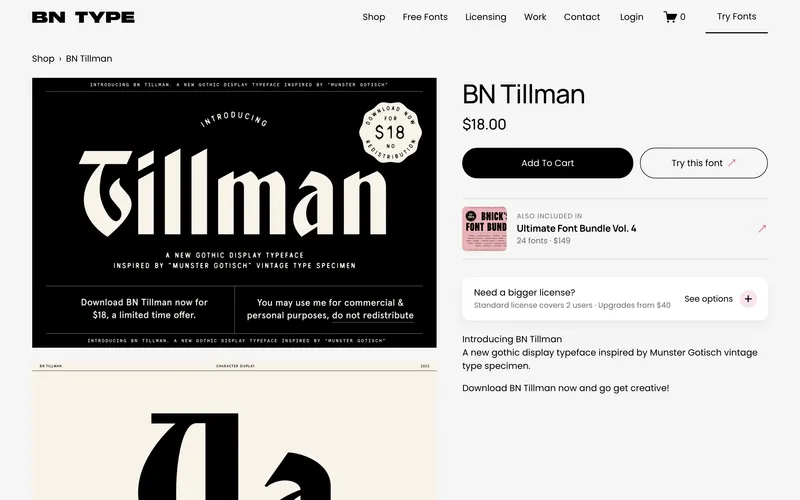 BN TYPE
Shop Free Fonts Licensing Work Contact Login 0 Try Fonts
Shop › BN Tillman
INTRODUCING BN TILLMAN. A NEW GOTHIC DISPLAY TYPEFACE INSPIRED BY "MUNSTER GOTISCH"
INTRODUCING
DOWNLOAD NOW
FOR
$18
NO
REDISTRIBUTION
Tillman
A NEW GOTHIC DISPLAY TYPEFACE
INSPIRED BY "MUNSTER GOTISCH" VINTAGE TYPE SPECIMEN
Download BN Tillman now for
$18, a limited time offer.
You may use me for commercial &
personal purposes, do not redistribute
INTRODUCING BN TILLMAN. A NEW GOTHIC DISPLAY TYPEFACE INSPIRED BY "MUNSTER GOTISCH"
BN TILLMAN CHARACTER DISPLAY 2022
Aa
BN Tillman
$18.00
Add To Cart
Try this font ↗
BNICK'S
FONT BUND
ALSO INCLUDED IN
Ultimate Font Bundle Vol. 4
24 fonts · $149
↗
Need a bigger license?
Standard license covers 2 users · Upgrades from $40
See options +
Introducing BN Tillman
A new gothic display typeface inspired by Munster Gotisch vintage
type specimen.
Download BN Tillman now and go get creative!